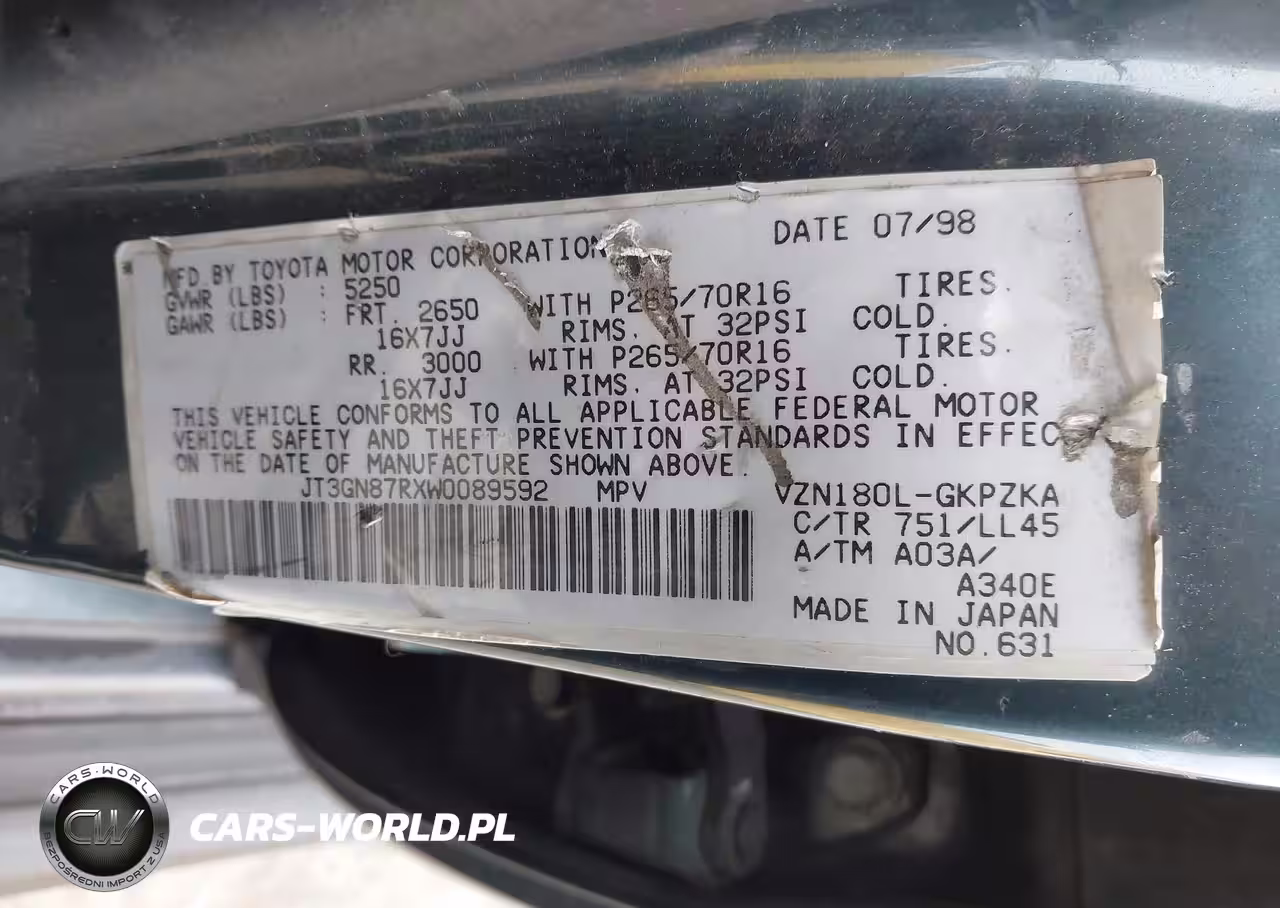 MFD. BY TOYOTA MOTOR CORPORATION DATE 07/98
GVWR (LBS) : 5250
GAWR (LBS) : FRT. 2650 WITH P265/70R16 TIRES.
16X7JJ RIMS. AT 32PSI COLD.
RR. 3000 WITH P265/70R16 TIRES.
16X7JJ RIMS. AT 32PSI COLD.
THIS VEHICLE CONFORMS TO ALL APPLICABLE FEDERAL MOTOR
VEHICLE SAFETY AND THEFT PREVENTION STANDARDS IN EFFEC
ON THE DATE OF MANUFACTURE SHOWN ABOVE.
JT3GN87RXW0089592 MPV VZN180L-GKPZKA
C/TR 751/LL45
A/TM A03A/
A340E
MADE IN JAPAN
NO.631
CARS-WORLD
CW
BEZPOŚREDNI IMPORT Z USA
CARS-WORLD.PL